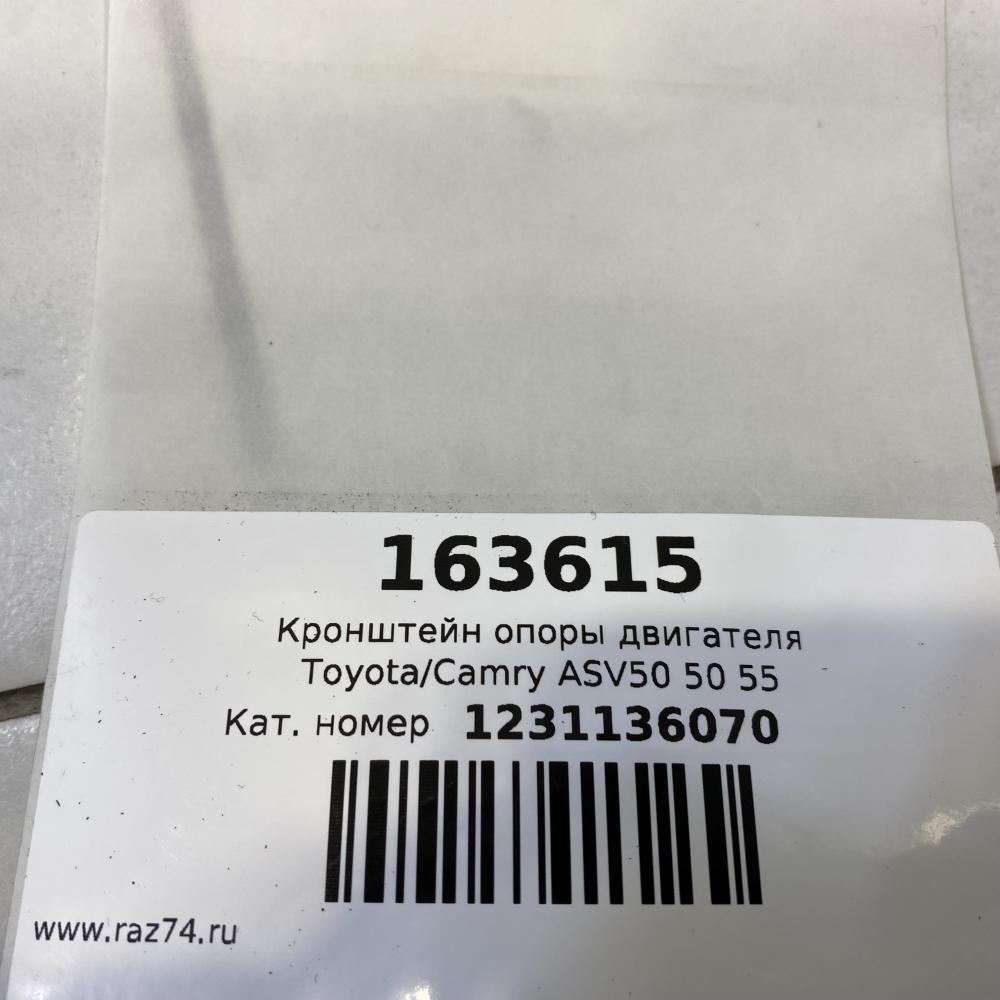 163615
Кронштейн опоры двигателя
Toyota/Camry ASV50 50 55
Кат. номер 1231136070
www.raz74.ru